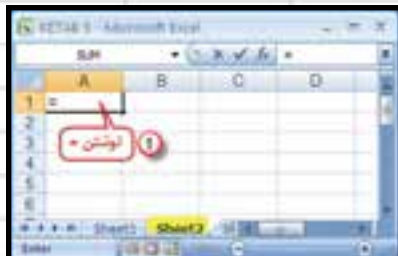 KETAB 5 - Microsoft Excel
SUM =
A B C D
1 =
2
3
4
5
6
نوشتن = 1
Sheet1 Sheet2
Enter